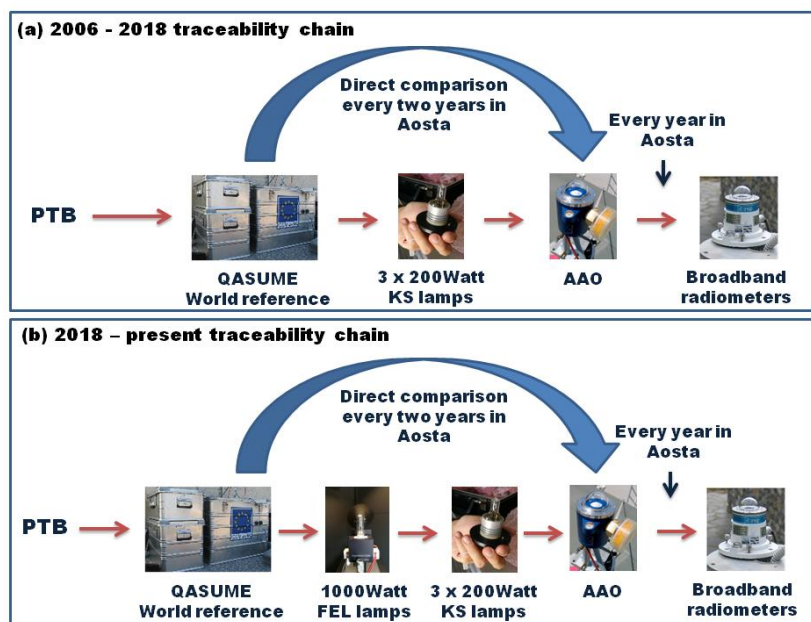 (a) 2006 - 2018 traceability chain
Direct comparison
every two years in
Aosta
Every year in
Aosta
PTB
QASUME
World reference
3 x 200Watt
KS lamps
AAO
Broadband
radiometers
(b) 2018 – present traceability chain
Direct comparison
every two years in
Aosta
Every year in
Aosta
PTB
QASUME
World reference
1000Watt
FEL lamps
3 x 200Watt
KS lamps
AAO
Broadband
radiometers